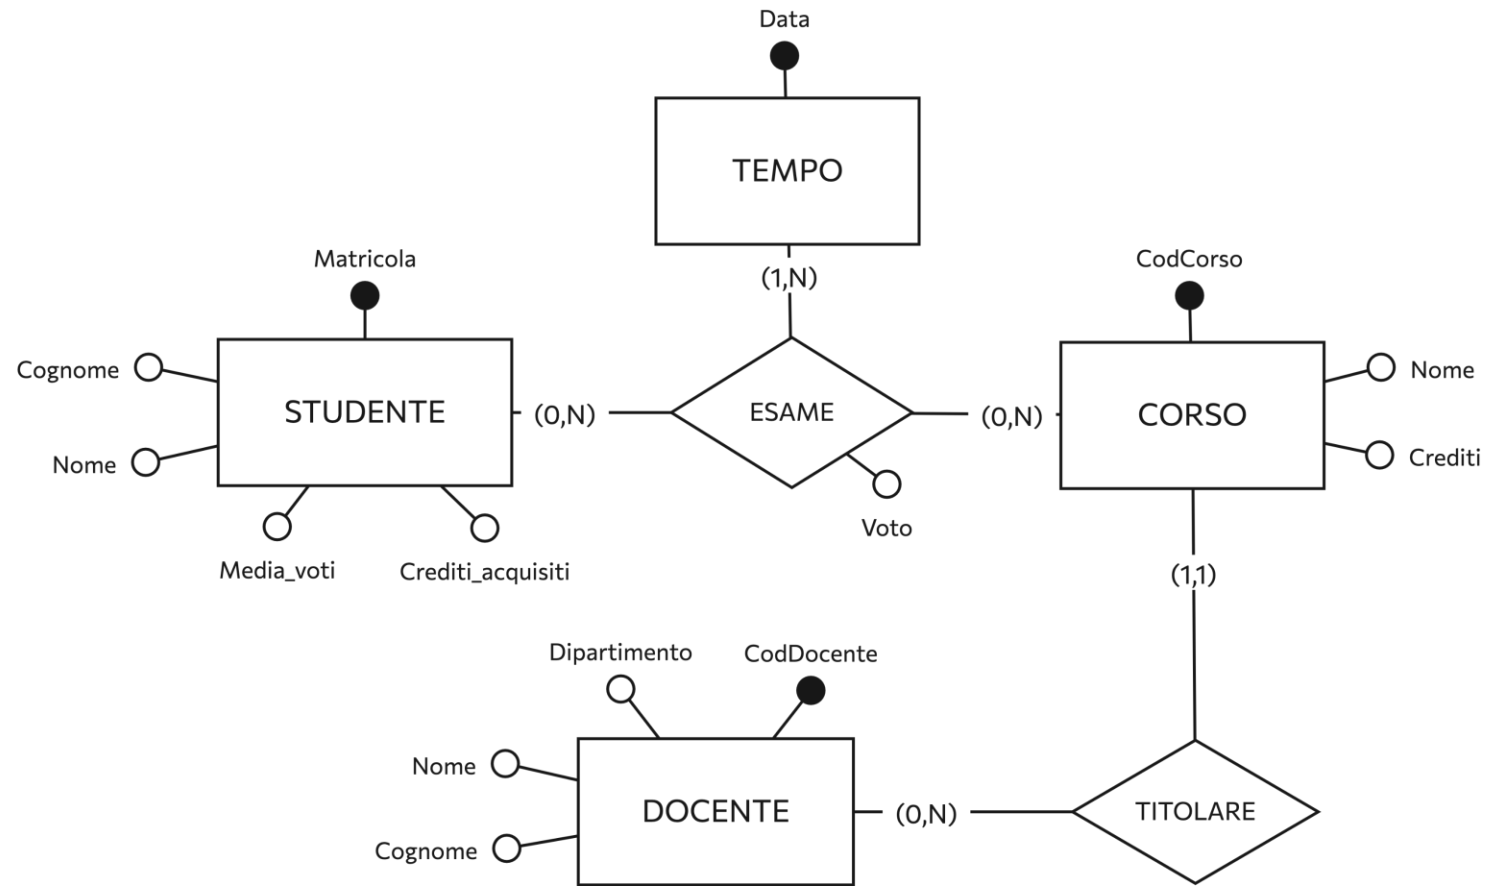 Data
TEMPO
(1,N)
Matricola
CodCorso
Cognome
Nome
STUDENTE
(0,N)
ESAME
(0,N)
CORSO
Nome
Crediti
Voto
Media_voti
Crediti_acquisiti
(1,1)
Dipartimento
CodDocente
Nome
Cognome
DOCENTE
(0,N)
TITOLARE